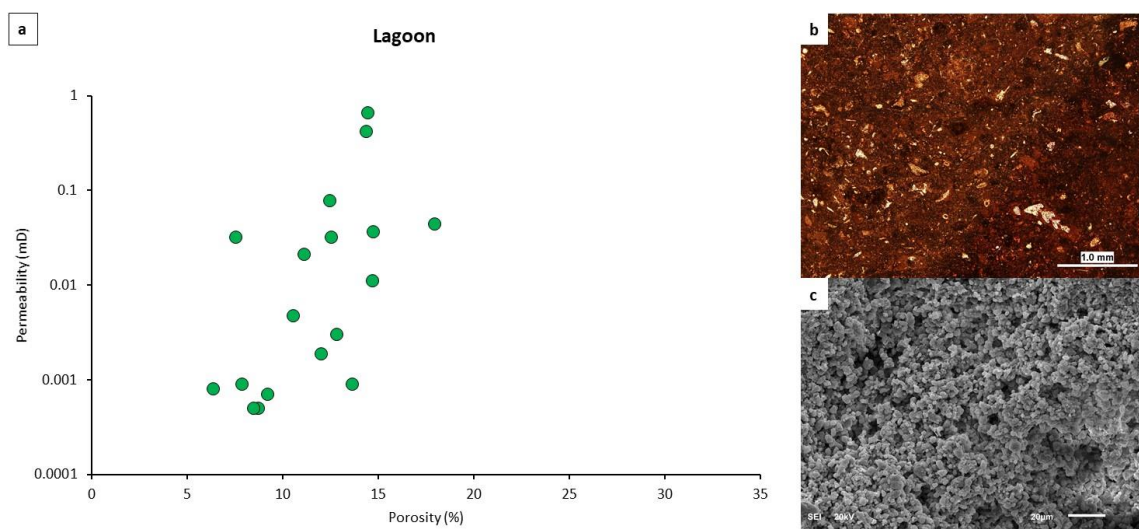 a
Lagoon
Permeability (mD)
1
0.1
0.01
0.001
0.0001
0 5 10 15 20 25 30 35
Porosity (%)
b
1.0 mm
c
SEI 20kV 20µm